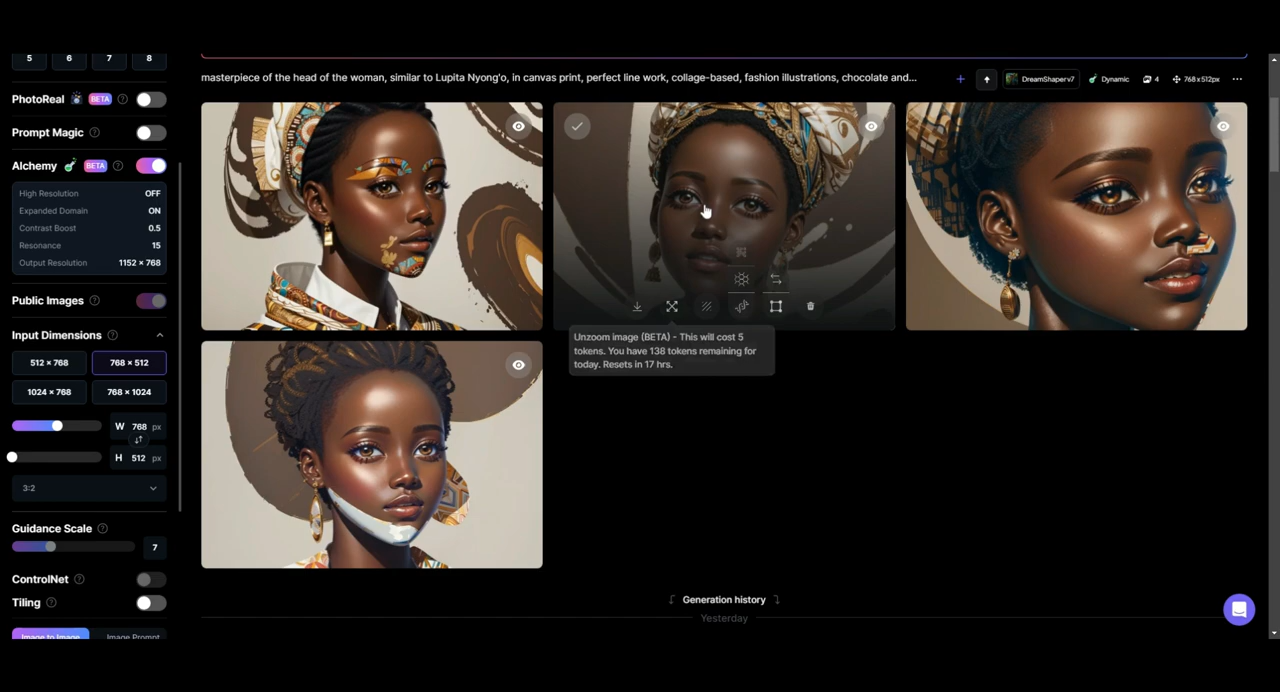 5 6 7 8
PhotoReal BETA ?
Prompt Magic ?
Alchemy BETA ?
High Resolution OFF
Expanded Domain ON
Contrast Boost 0.5
Resonance 15
Output Resolution 1152 × 768
Public Images ?
Input Dimensions ?
512 × 768 768 × 512
1024 × 768 768 × 1024
W 768 px
H 512 px
3:2
Guidance Scale ?
7
ControlNet ?
Tiling ?
Image to Image Image Prompt
masterpiece of the head of the woman, similar to Lupita Nyong'o, in canvas print, perfect line work, collage-based, fashion illustrations, chocolate and...
DreamShaper v7 Dynamic 4 768 x 512px
Unzoom image (BETA) - This will cost 5
tokens. You have 138 tokens remaining for
today. Resets in 17 hrs.
Generation history
Yesterday